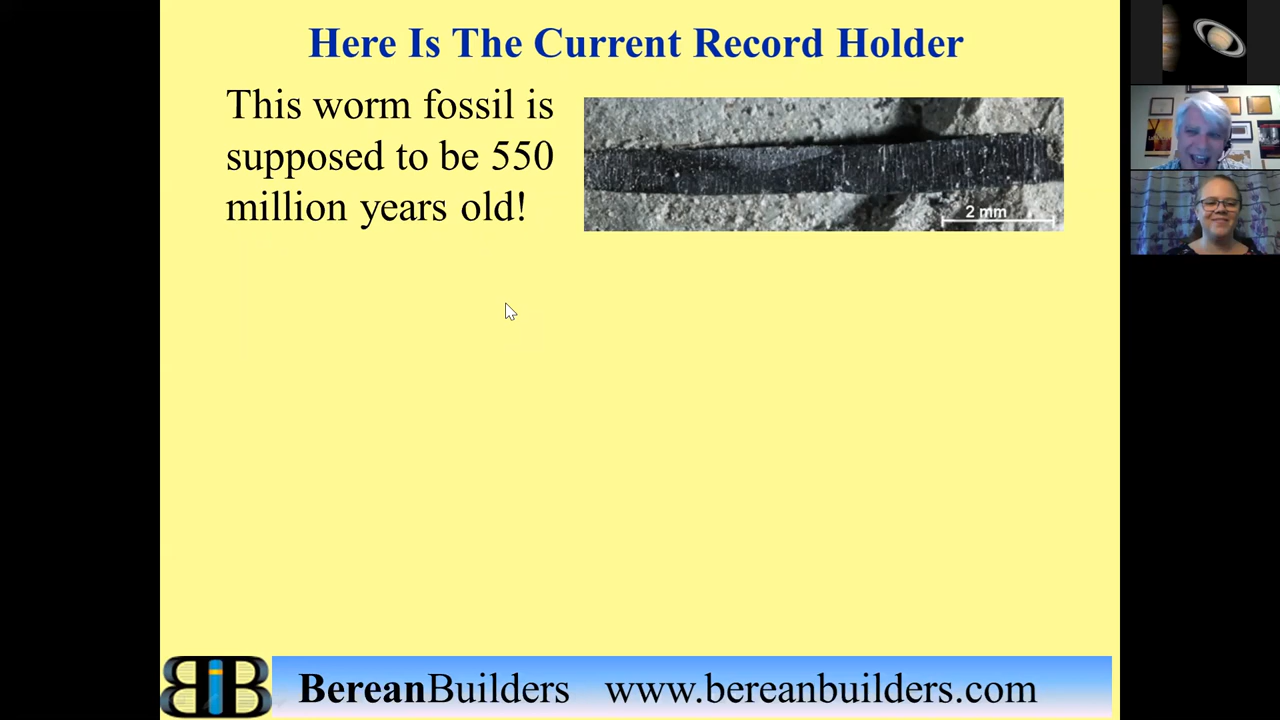 Here Is The Current Record Holder
This worm fossil is
supposed to be 550
million years old!
2 mm
BiB
BereanBuilders www.bereanbuilders.com